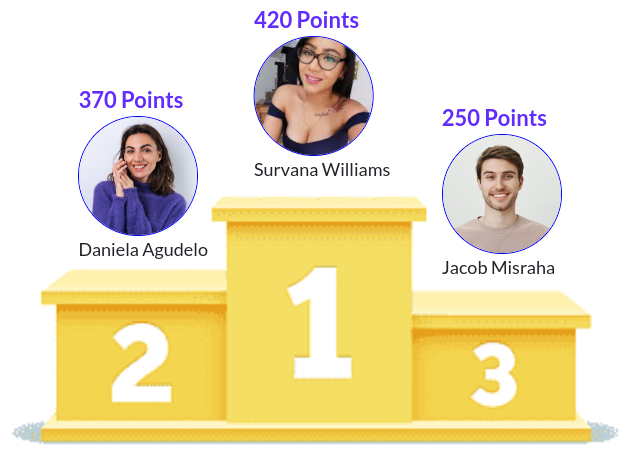 420 Points
370 Points
250 Points
Survana Williams
Daniela Agudelo
Jacob Misraha
1
2
3